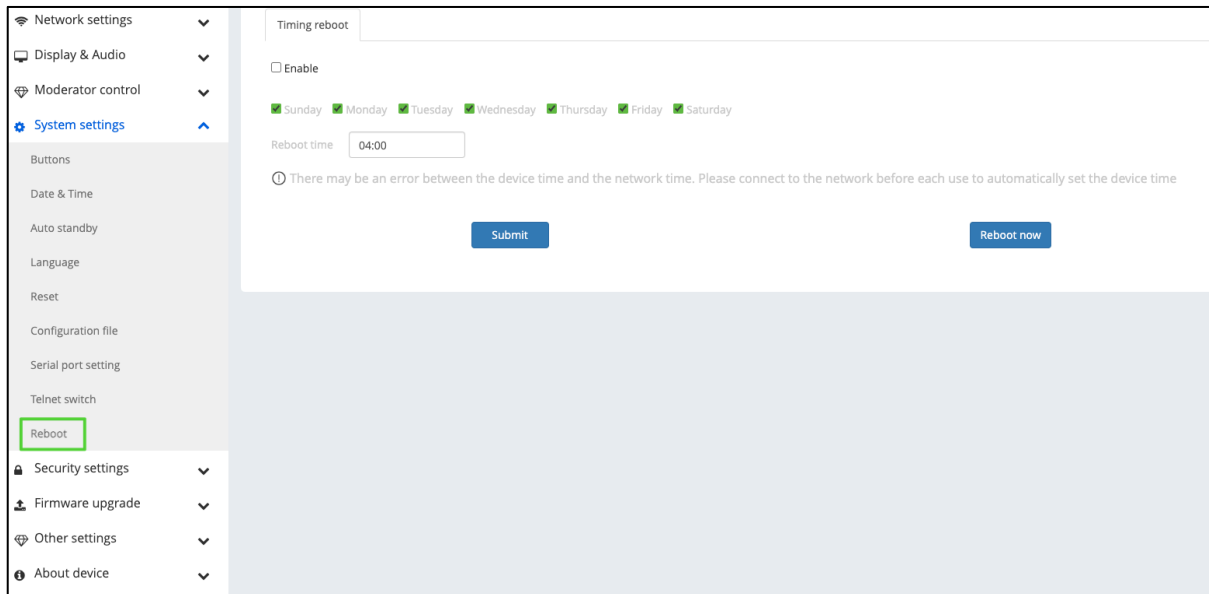 Network settings
Display & Audio
Moderator control
System settings
Buttons
Date & Time
Auto standby
Language
Reset
Configuration file
Serial port setting
Telnet switch
Reboot
Security settings
Firmware upgrade
Other settings
About device
Timing reboot
Enable
Sunday Monday Tuesday Wednesday Thursday Friday Saturday
Reboot time 04:00
There may be an error between the device time and the network time. Please connect to the network before each use to automatically set the device time
Submit Reboot now